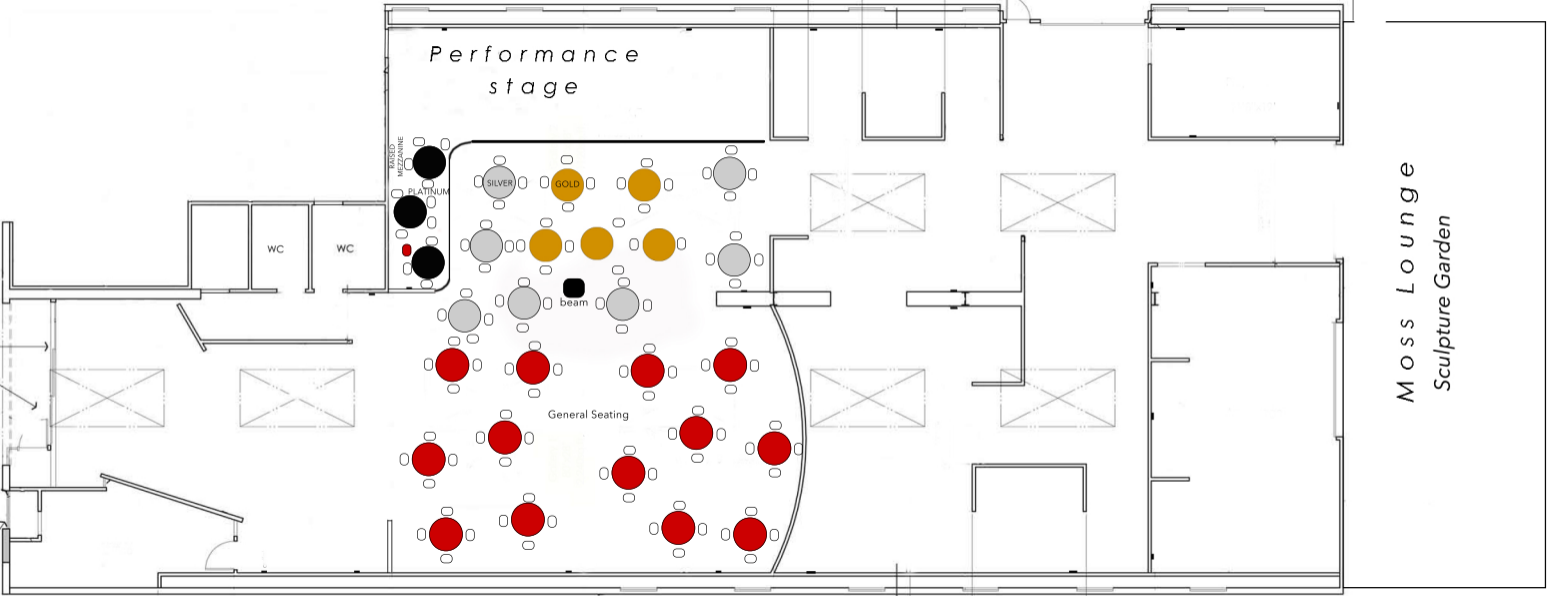 Performance
stage
RAISED
MEZZANINE
PLATINUM
SILVER
GOLD
WC
WC
beam
General Seating
Moss Lounge
Sculpture Garden